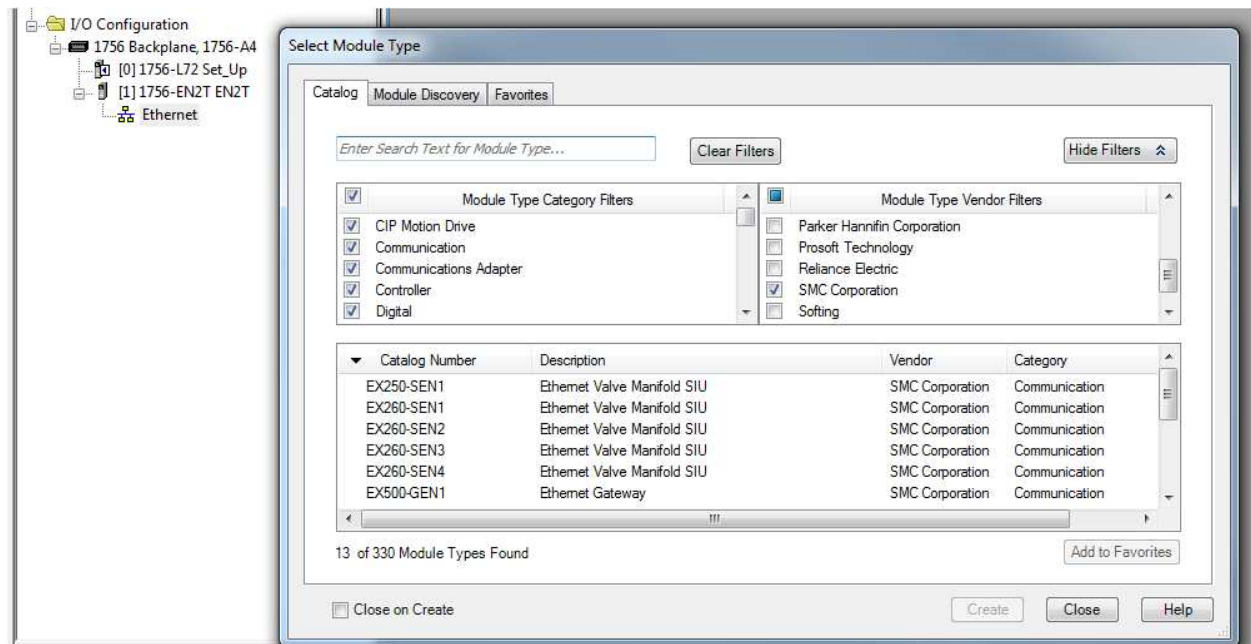 I/O Configuration
1756 Backplane, 1756-A4
[0] 1756-L72 Set_Up
[1] 1756-EN2T EN2T
Ethernet
Select Module Type
Catalog Module Discovery Favorites
Enter Search Text for Module Type...
Clear Filters
Hide Filters
Module Type Category Filters
CIP Motion Drive
Communication
Communications Adapter
Controller
Digital
Module Type Vendor Filters
Parker Hannifin Corporation
Prosoft Technology
Reliance Electric
SMC Corporation
Softing
Catalog Number Description Vendor Category
EX250-SEN1 Ethernet Valve Manifold SIU SMC Corporation Communication
EX260-SEN1 Ethernet Valve Manifold SIU SMC Corporation Communication
EX260-SEN2 Ethernet Valve Manifold SIU SMC Corporation Communication
EX260-SEN3 Ethernet Valve Manifold SIU SMC Corporation Communication
EX260-SEN4 Ethernet Valve Manifold SIU SMC Corporation Communication
EX500-GEN1 Ethernet Gateway SMC Corporation Communication
13 of 330 Module Types Found
Add to Favorites
Close on Create
Create Close Help